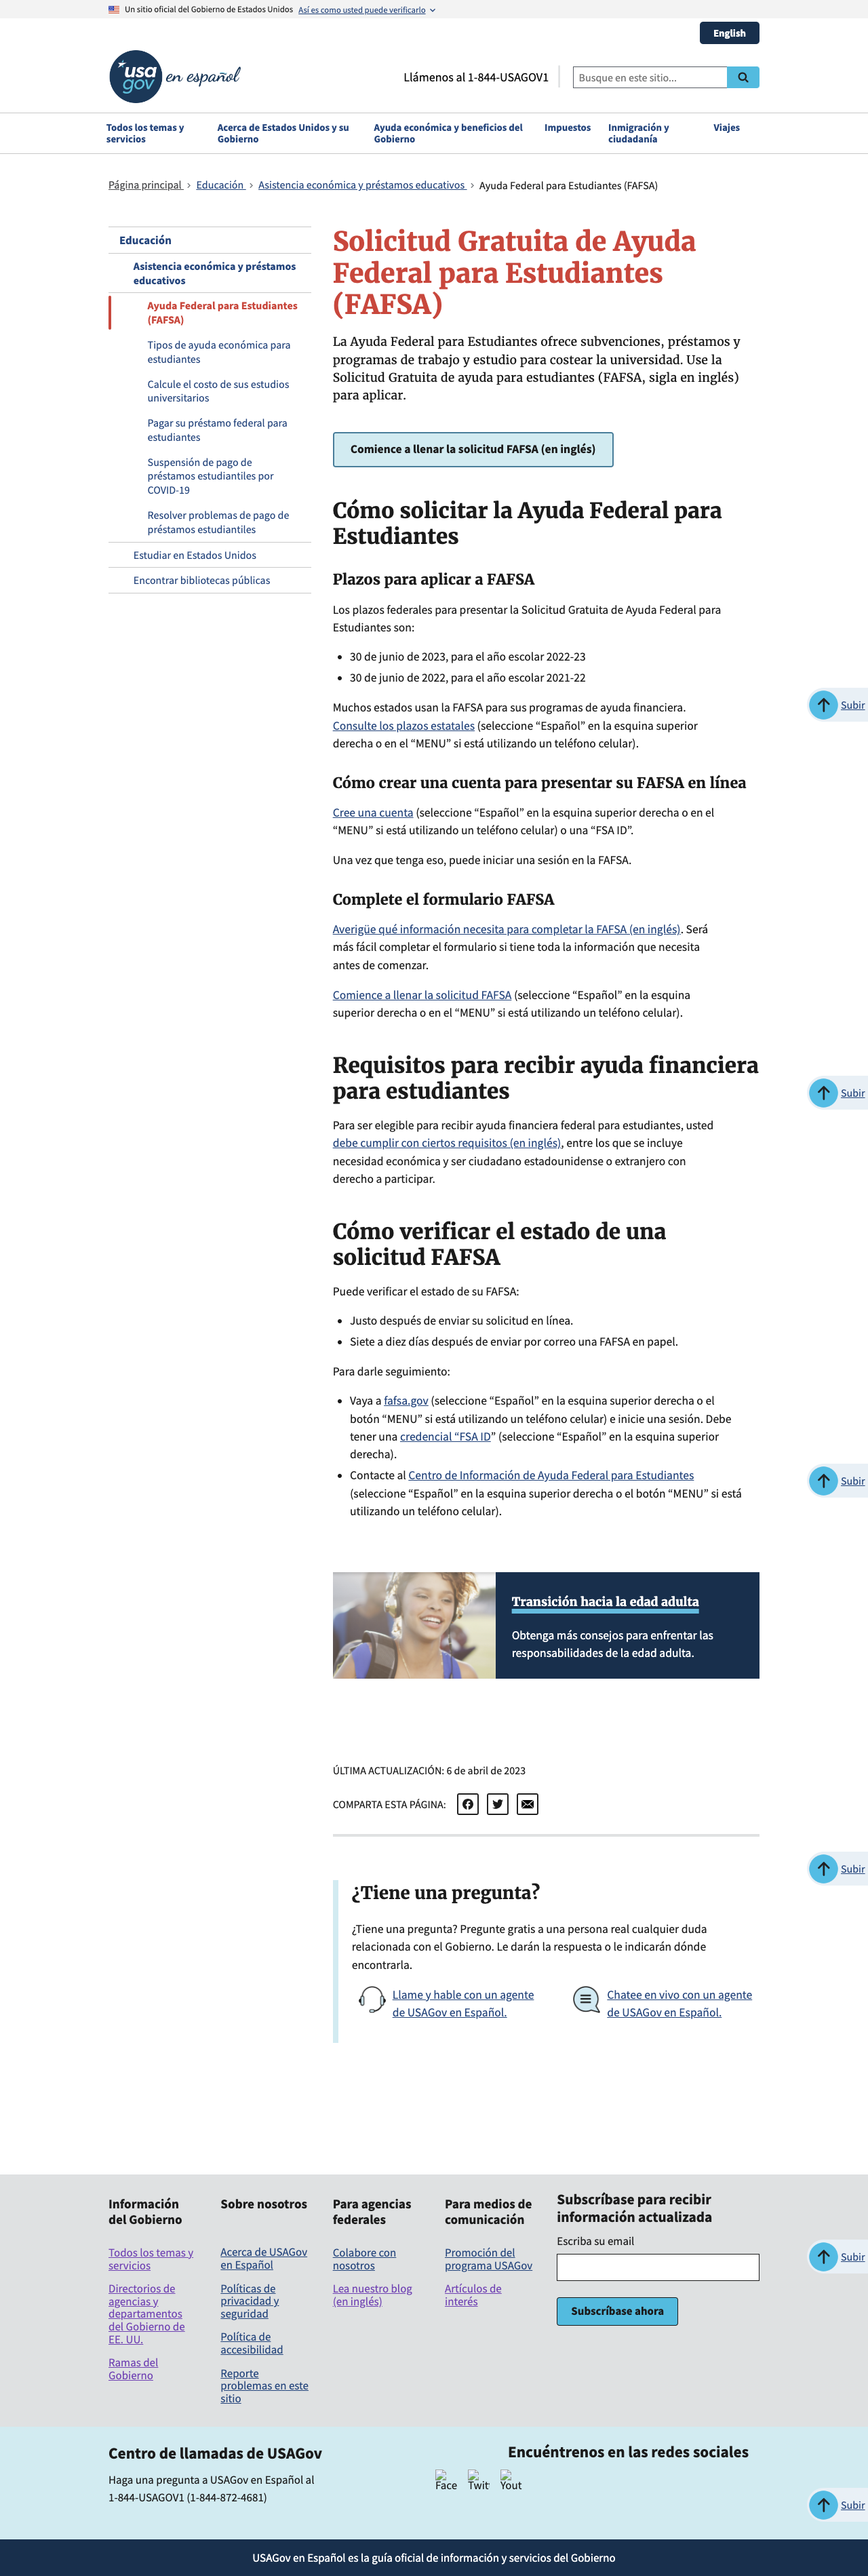 Un sitio oficial del Gobierno de Estados Unidos Así es como usted puede verificarlo
English
usagov en español
Llámenos al 1-844-USAGOV1
Busque en este sitio...
Todos los temas y servicios
Acerca de Estados Unidos y su Gobierno
Ayuda económica y beneficios del Gobierno
Impuestos
Inmigración y ciudadanía
Viajes
Página principal › Educación › Asistencia económica y préstamos educativos › Ayuda Federal para Estudiantes (FAFSA)
Educación
Asistencia económica y préstamos
educativos
Ayuda Federal para Estudiantes
(FAFSA)
Tipos de ayuda económica para
estudiantes
Calcule el costo de sus estudios
universitarios
Pagar su préstamo federal para
estudiantes
Suspensión de pago de
préstamos estudiantiles por
COVID-19
Resolver problemas de pago de
préstamos estudiantiles
Estudiar en Estados Unidos
Encontrar bibliotecas públicas
Solicitud Gratuita de Ayuda
Federal para Estudiantes
(FAFSA)
La Ayuda Federal para Estudiantes ofrece subvenciones, préstamos y
programas de trabajo y estudio para costear la universidad. Use la
Solicitud Gratuita de ayuda para estudiantes (FAFSA, sigla en inglés)
para aplicar.
Comience a llenar la solicitud FAFSA (en inglés)
Cómo solicitar la Ayuda Federal para
Estudiantes
Plazos para aplicar a FAFSA
Los plazos federales para presentar la Solicitud Gratuita de Ayuda Federal para
Estudiantes son:
• 30 de junio de 2023, para el año escolar 2022-23
• 30 de junio de 2022, para el año escolar 2021-22
Muchos estados usan la FAFSA para sus programas de ayuda financiera.
Consulte los plazos estatales (seleccione “Español” en la esquina superior
derecha o en el “MENU” si está utilizando un teléfono celular).
Subir
Cómo crear una cuenta para presentar su FAFSA en línea
Cree una cuenta (seleccione “Español” en la esquina superior derecha o en el
“MENU” si está utilizando un teléfono celular) o una “FSA ID”.
Una vez que tenga eso, puede iniciar una sesión en la FAFSA.
Complete el formulario FAFSA
Averigüe qué información necesita para completar la FAFSA (en inglés). Será
más fácil completar el formulario si tiene toda la información que necesita
antes de comenzar.
Comience a llenar la solicitud FAFSA (seleccione “Español” en la esquina
superior derecha o en el “MENU” si está utilizando un teléfono celular).
Requisitos para recibir ayuda financiera
para estudiantes
Subir
Para ser elegible para recibir ayuda financiera federal para estudiantes, usted
debe cumplir con ciertos requisitos (en inglés), entre los que se incluye
necesidad económica y ser ciudadano estadounidense o extranjero con
derecho a participar.
Cómo verificar el estado de una
solicitud FAFSA
Puede verificar el estado de su FAFSA:
• Justo después de enviar su solicitud en línea.
• Siete a diez días después de enviar por correo una FAFSA en papel.
Para darle seguimiento:
• Vaya a fafsa.gov (seleccione “Español” en la esquina superior derecha o el
botón “MENU” si está utilizando un teléfono celular) e inicie una sesión. Debe
tener una credencial “FSA ID” (seleccione “Español” en la esquina superior
derecha).
• Contacte al Centro de Información de Ayuda Federal para Estudiantes
(seleccione “Español” en la esquina superior derecha o el botón “MENU” si está
utilizando un teléfono celular).
Subir
Transición hacia la edad adulta
Obtenga más consejos para enfrentar las
responsabilidades de la edad adulta.
ÚLTIMA ACTUALIZACIÓN: 6 de abril de 2023
COMPARTA ESTA PÁGINA:
Subir
¿Tiene una pregunta?
¿Tiene una pregunta? Pregunte gratis a una persona real cualquier duda
relacionada con el Gobierno. Le darán la respuesta o le indicarán dónde
encontrarla.
Llame y hable con un agente
de USAGov en Español.
Chatee en vivo con un agente
de USAGov en Español.
Información
del Gobierno
Todos los temas y
servicios
Directorios de
agencias y
departamentos
del Gobierno de
EE. UU.
Ramas del
Gobierno
Sobre nosotros
Acerca de USAGov
en Español
Políticas de
privacidad y
seguridad
Política de
accesibilidad
Reporte
problemas en este
sitio
Para agencias
federales
Colabore con
nosotros
Lea nuestro blog
(en inglés)
Para medios de
comunicación
Promoción del
programa USAGov
Artículos de
interés
Subscríbase para recibir
información actualizada
Escriba su email
Subscríbase ahora
Subir
Centro de llamadas de USAGov
Haga una pregunta a USAGov en Español al
1-844-USAGOV1 (1-844-872-4681)
Encuéntrenos en las redes sociales
Face
Twit
Yout
Subir
USAGov en Español es la guía oficial de información y servicios del Gobierno